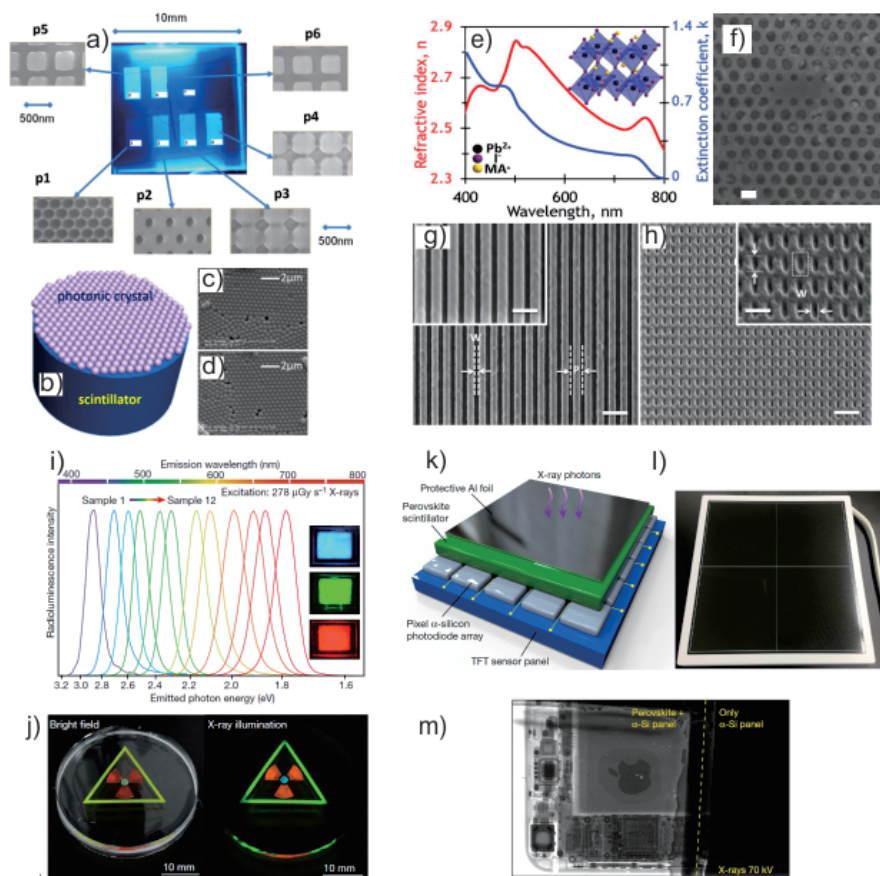 p5
a)
10mm
p6
500nm
p4
p1
p2
p3
500nm
photonic crystal
b)
scintillator
c)
2μm
d)
2μm
e)
Refractive index, n
2.9
2.7
2.5
2.3
Extinction coefficient, k
1.4
0.7
0
Pb²⁺
I⁻
MA⁺
400
600
800
Wavelength, nm
f)
g)
W
P
h)
W
i)
Emission wavelength (nm)
400
500
600
700
800
Excitation: 278 μGy s⁻¹ X-rays
Sample 1
Sample 12
Radioluminescence intensity
3.2
3.0
2.8
2.6
2.4
2.2
2.0
1.8
1.6
Emitted photon energy (eV)
j)
Bright field
10 mm
X-ray illumination
10 mm
k)
X-ray photons
Protective Al foil
Perovskite
scintillator
Pixel α-silicon
photodiode array
TFT sensor panel
l)
m)
Perovskite +
α-Si panel
Only
α-Si panel
X-rays 70 kV